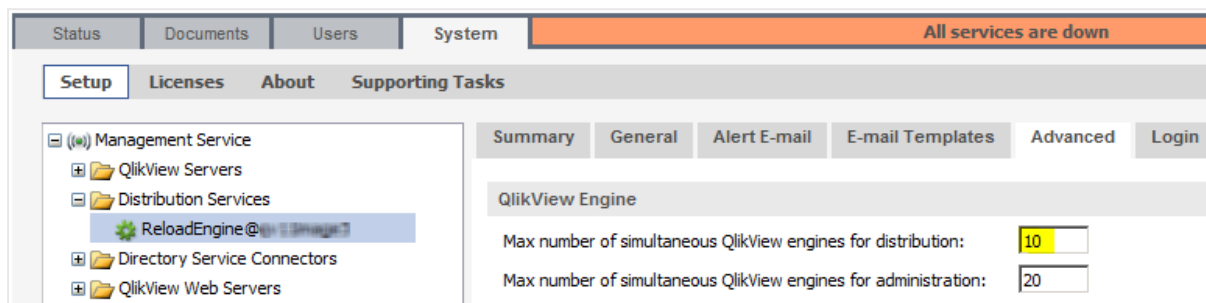 Status Documents Users System All services are down
Setup Licenses About Supporting Tasks
Management Service
QlikView Servers
Distribution Services
ReloadEngine@
Directory Service Connectors
QlikView Web Servers
Summary General Alert E-mail E-mail Templates Advanced Login
QlikView Engine
Max number of simultaneous QlikView engines for distribution: 10
Max number of simultaneous QlikView engines for administration: 20